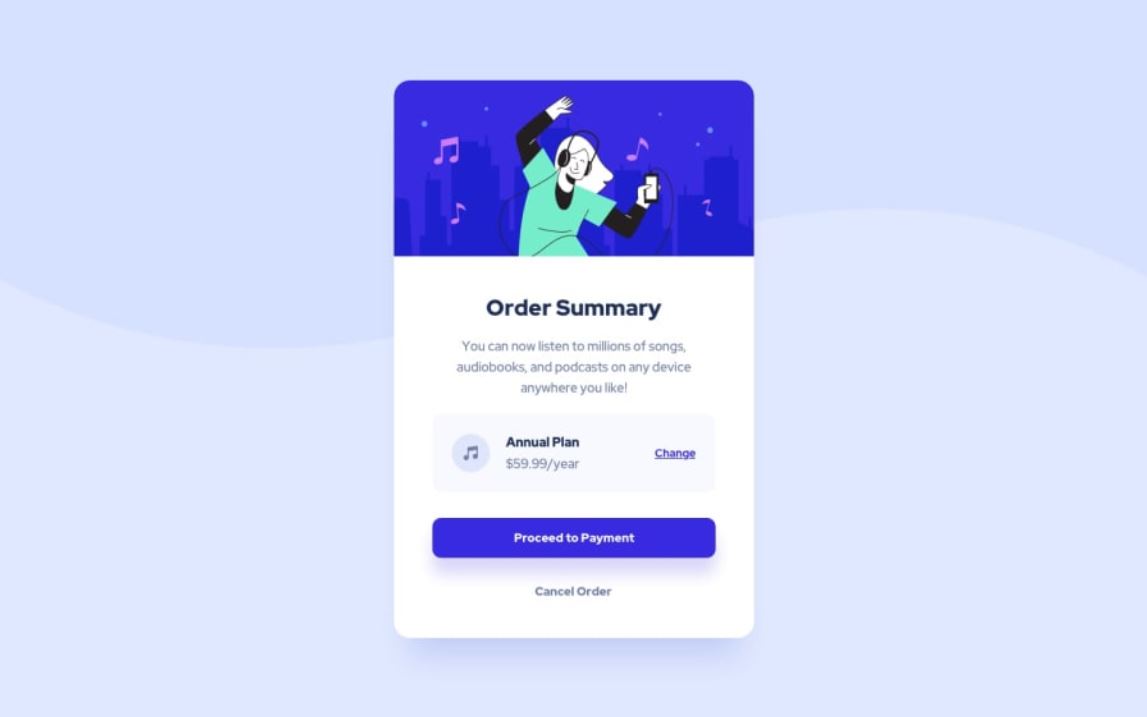 Order Summary
You can now listen to millions of songs,
audiobooks, and podcasts on any device
anywhere you like!
Annual Plan
$59.99/year
Change
Proceed to Payment
Cancel Order